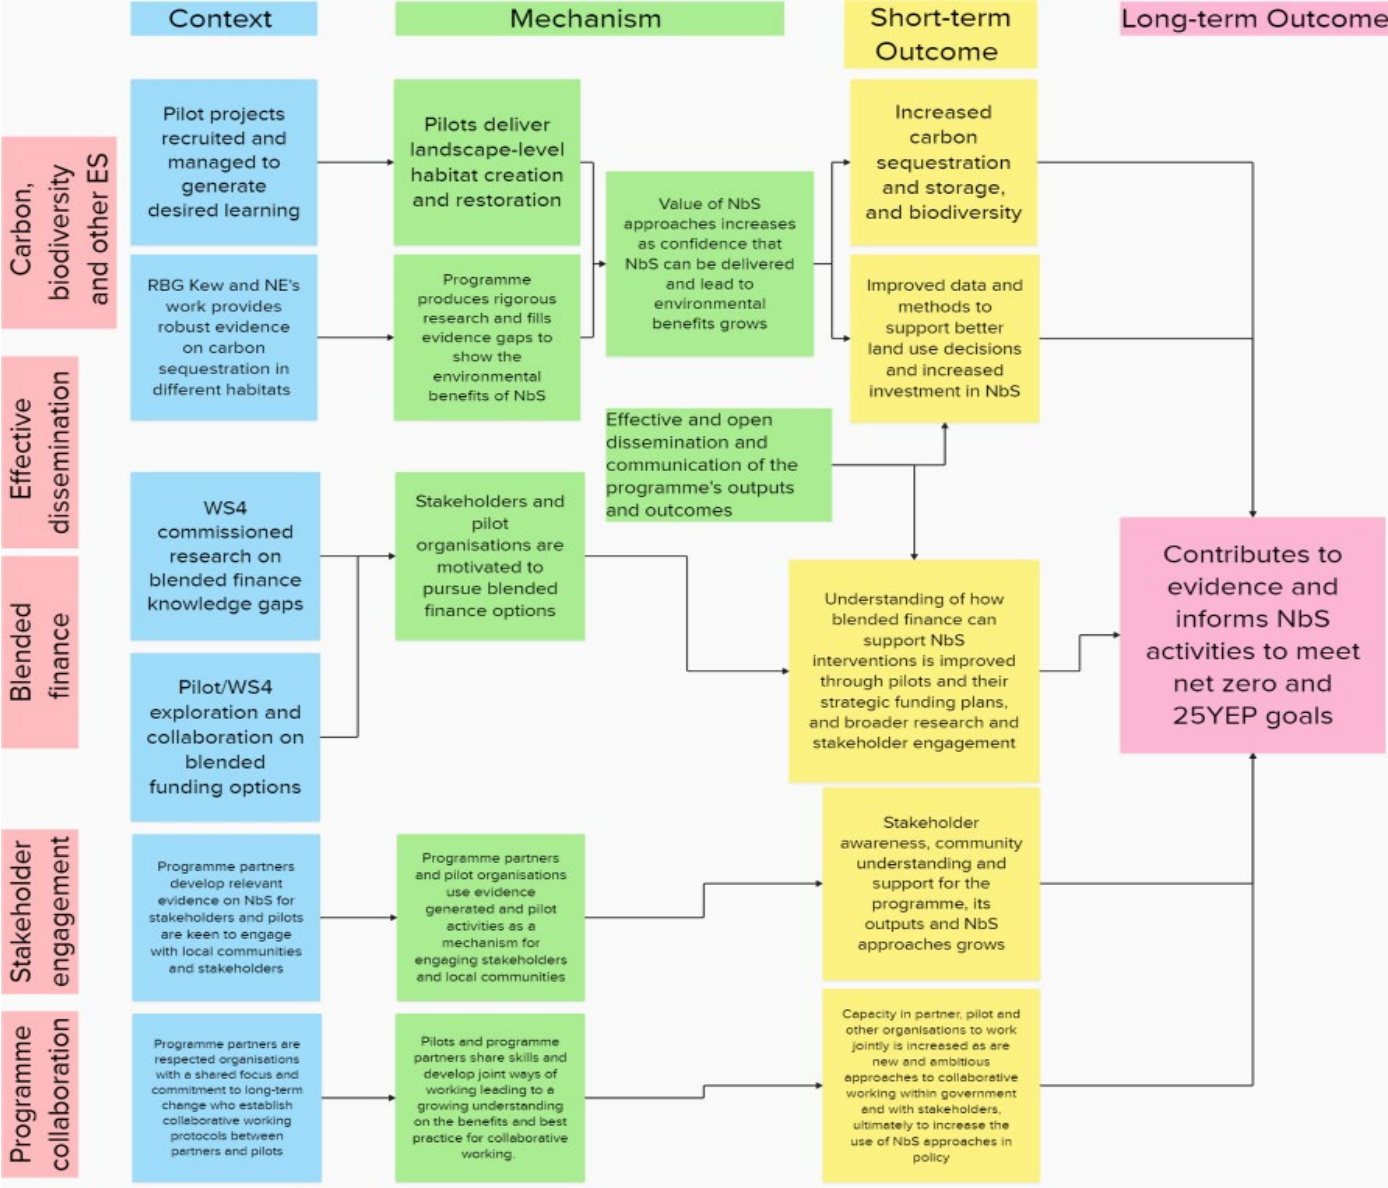 Context
Mechanism
Short-term
Outcome
Long-term Outcome
Carbon,
biodiversity
and other ES
Pilot projects
recruited and
managed to
generate
desired learning
Pilots deliver
landscape-level
habitat creation
and restoration
Value of NbS
approaches increases
as confidence that
NbS can be delivered
and lead to
environmental
benefits grows
Increased
carbon
sequestration
and storage,
and biodiversity
RBG Kew and NE's
work provides
robust evidence
on carbon
sequestration in
different habitats
Programme
produces rigorous
research and fills
evidence gaps to
show the
environmental
benefits of NbS
Improved data and
methods to
support better
land use decisions
and increased
investment in NbS
Effective
dissemination
Effective and open
dissemination and
communication of the
programme's outputs
and outcomes
Blended
finance
WS4
commissioned
research on
blended finance
knowledge gaps
Stakeholders and
pilot
organisations are
motivated to
pursue blended
finance options
Pilot/WS4
exploration and
collaboration on
blended
funding options
Understanding of how
blended finance can
support NbS
interventions is improved
through pilots and their
strategic funding plans,
and broader research and
stakeholder engagement
Contributes to
evidence and
informs NbS
activities to meet
net zero and
25YEP goals
Stakeholder
engagement
Programme partners
develop relevant
evidence on NbS for
stakeholders and pilots
are keen to engage
with local communities
and stakeholders
Programme partners
and pilot organisations
use evidence
generated and pilot
activities as a
mechanism for
engaging stakeholders
and local communities
Stakeholder
awareness, community
understanding and
support for the
programme, its
outputs and NbS
approaches grows
Programme
collaboration
Programme partners are
respected organisations
with a shared focus and
commitment to long-term
change who establish
collaborative working
protocols between
partners and pilots
Pilots and programme
partners share skills and
develop joint ways of
working leading to a
growing understanding
on the benefits and best
practice for collaborative
working.
Capacity in partner, pilot and
other organisations to work
jointly is increased as are
new and ambitious
approaches to collaborative
working within government
and with stakeholders,
ultimately to increase the
use of NbS approaches in
policy